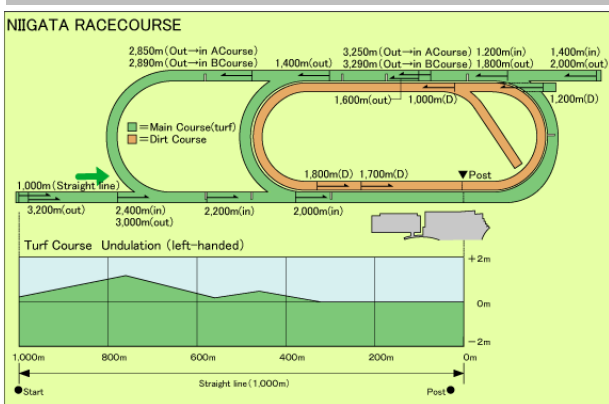 NIIGATA RACECOURSE
2,850m(Out→in ACourse)
2,890m(Out→in BCourse)
1,400m(out)
3,250m(Out→in ACourse)
3,290m(Out→in BCourse)
1.200m(in)
1,800m(out)
1,400m(in)
2,000m(out)
1,600m(out)
1,000m(D)
1,200m(D)
=Main Course(turf)
=Dirt Course
1,800m(D)
1,700m(D)
▼Post
1,000m(Straight line)
3,200m(out)
2,400m(in)
3,000m(out)
2,200m(in)
2,000m(in)
Turf Course Undulation (left-handed)
+2m
0m
-2m
1,000m
800m
600m
400m
200m
0m
Straight line(1,000m)
●Start
Post●